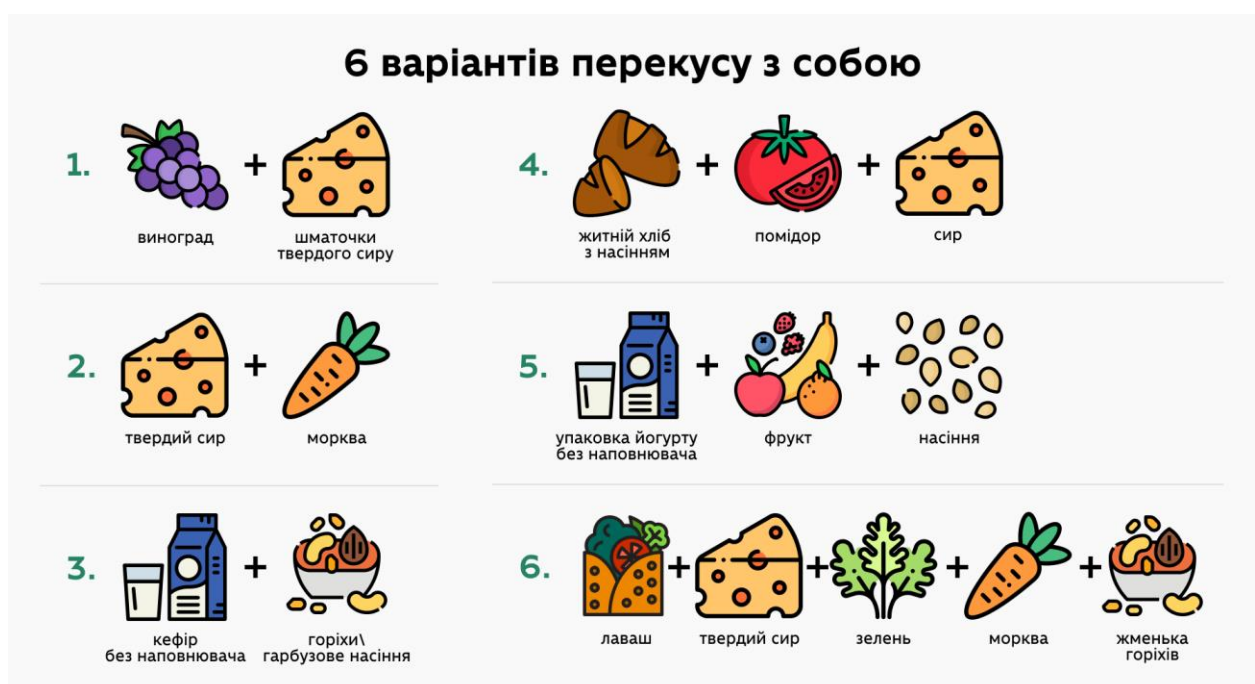 6 варіантів перекусу з собою
1.
виноград
+
шматочки
твердого сиру
2.
твердий сир
+
морква
3.
кефір
без наповнювача
+
горіхи\
гарбузове насіння
4.
житній хліб
з насінням
+
помідор
+
сир
5.
упаковка йогурту
без наповнювача
+
фрукт
+
насіння
6.
лаваш
+
твердий сир
+
зелень
+
морква
+
жменька
горіхів